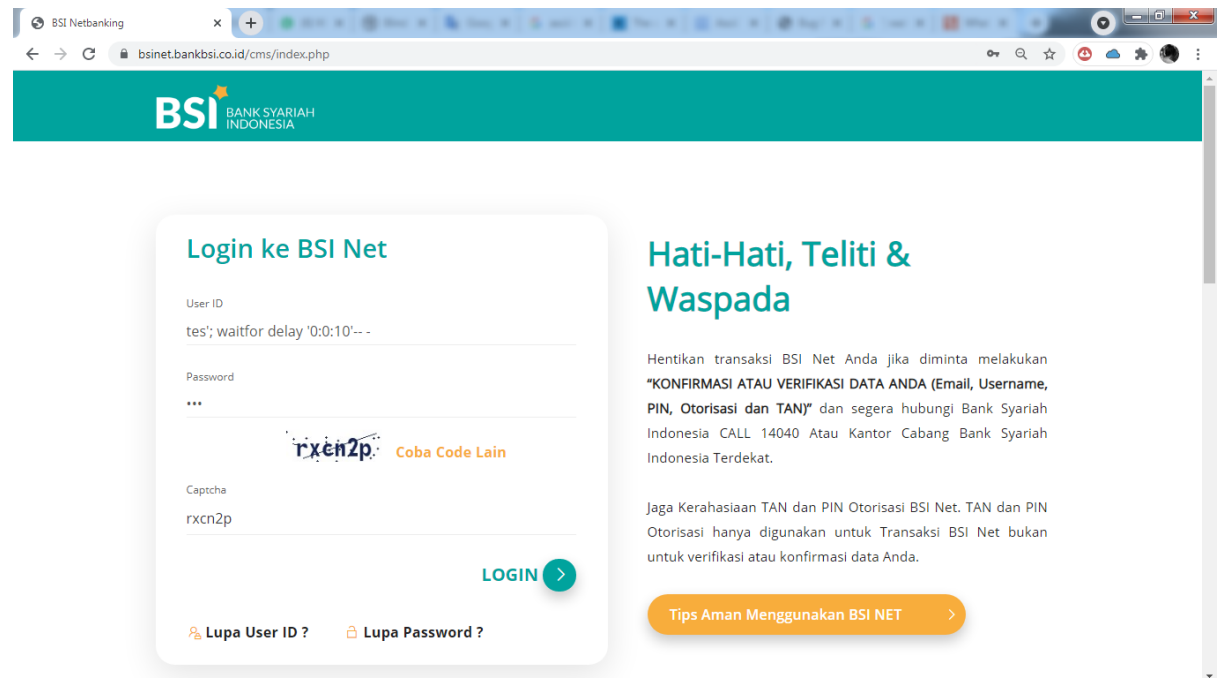 BSI Netbanking
bsinet.bankbsi.co.id/cms/index.php
BSI BANK SYARIAH
INDONESIA
Login ke BSI Net
User ID
tes'; waitfor delay '0:0:10'-- -
Password
•••
rxcn2p Coba Code Lain
Captcha
rxcn2p
LOGIN
Lupa User ID ? Lupa Password ?
Hati-Hati, Teliti &
Waspada
Hentikan transaksi BSI Net Anda jika diminta melakukan
“KONFIRMASI ATAU VERIFIKASI DATA ANDA (Email, Username,
PIN, Otorisasi dan TAN)” dan segera hubungi Bank Syariah
Indonesia CALL 14040 Atau Kantor Cabang Bank Syariah
Indonesia Terdekat.
Jaga Kerahasiaan TAN dan PIN Otorisasi BSI Net. TAN dan PIN
Otorisasi hanya digunakan untuk Transaksi BSI Net bukan
untuk verifikasi atau konfirmasi data Anda.
Tips Aman Menggunakan BSI NET